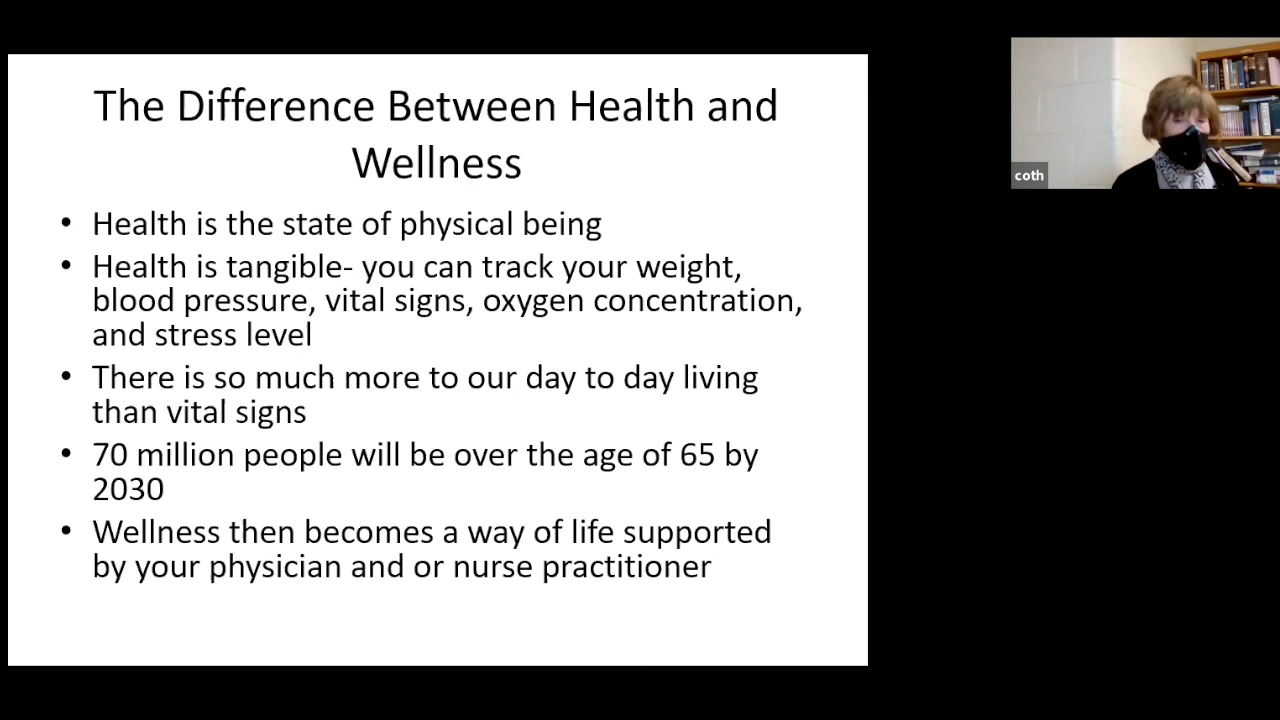 The Difference Between Health and
Wellness
• Health is the state of physical being
• Health is tangible- you can track your weight,
blood pressure, vital signs, oxygen concentration,
and stress level
• There is so much more to our day to day living
than vital signs
• 70 million people will be over the age of 65 by
2030
• Wellness then becomes a way of life supported
by your physician and or nurse practitioner
coth